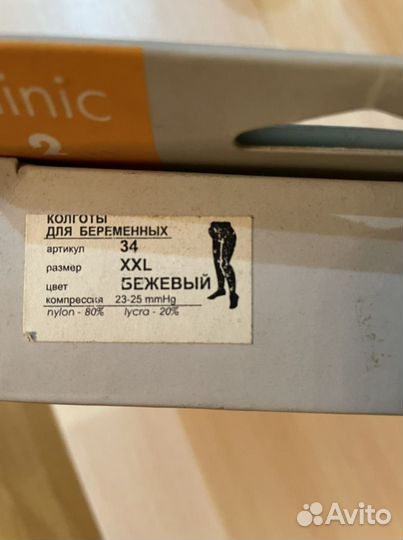 inic
2
КОЛГОТЫ
ДЛЯ БЕРЕМЕННЫХ
артикул 34
размер XXL
цвет БЕЖЕВЫЙ
компрессия 23-25 mmHg
nylon - 80% lycra - 20%
Avito